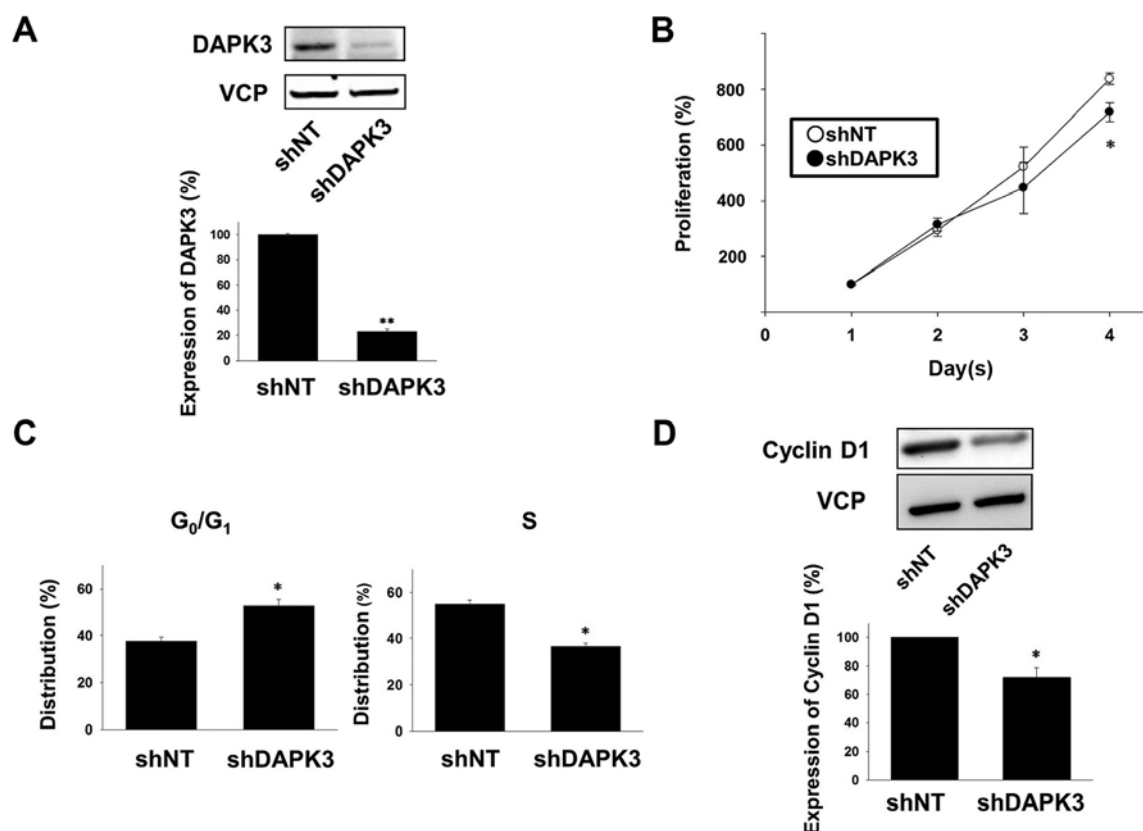 A
DAPK3
VCP
shNT
shDAPK3
Expression of DAPK3 (%)
100
80
60
40
20
0
**
shNT
shDAPK3
B
Proliferation (%)
800
600
400
200
shNT
shDAPK3
*
0
1
2
3
4
Day(s)
C
G0/G1
Distribution (%)
60
40
20
0
*
shNT
shDAPK3
S
Distribution (%)
60
40
20
0
*
shNT
shDAPK3
D
Cyclin D1
VCP
shNT
shDAPK3
Expression of Cyclin D1 (%)
100
80
60
40
20
0
*
shNT
shDAPK3